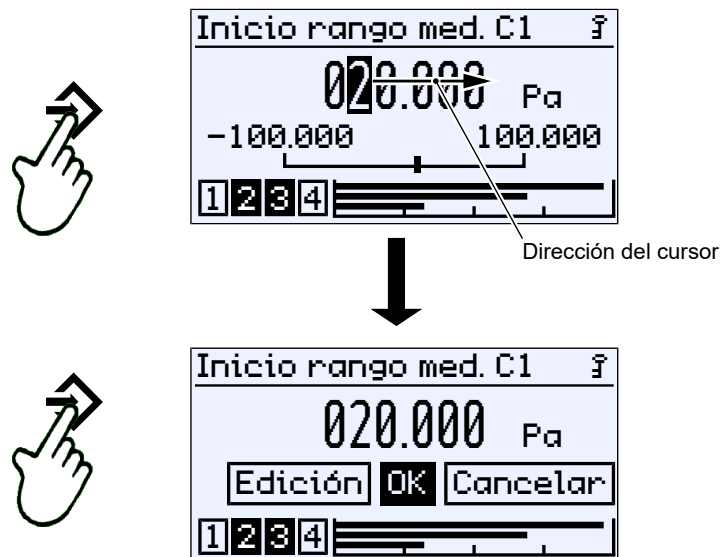 Inicio rango med. C1
020.000 Pa
-100.000 100.000
1 2 3 4
Dirección del cursor
Inicio rango med. C1
020.000 Pa
Edición OK Cancelar
1 2 3 4